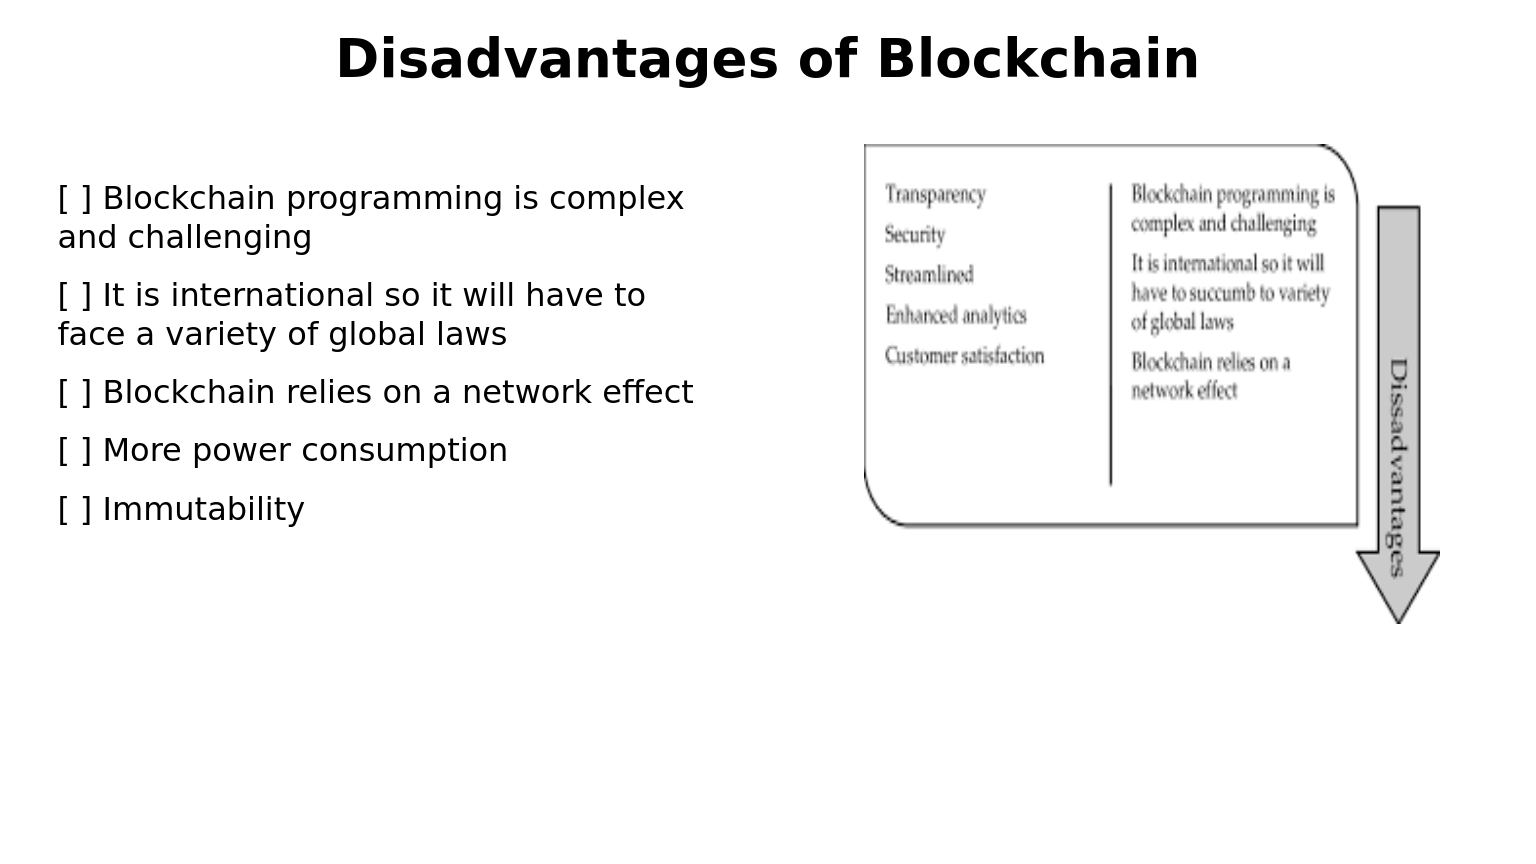 Disadvantages of Blockchain
[ ] Blockchain programming is complex
and challenging
[ ] It is international so it will have to
face a variety of global laws
[ ] Blockchain relies on a network effect
[ ] More power consumption
[ ] Immutability
Transparency
Security
Streamlined
Enhanced analytics
Customer satisfaction
Blockchain programming is
complex and challenging
It is international so it will
have to succumb to variety
of global laws
Blockchain relies on a
network effect
Dissadvantages